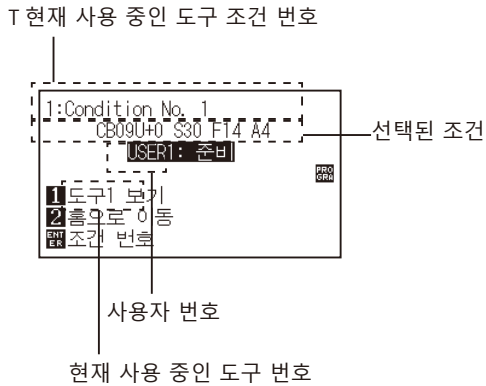 T 현재 사용 중인 도구 조건 번호
1:Condition No. 1
CB09U+0 S30 F14 A4
선택된 조건
USER1: 준비
PRO
GRA
1 도구1 보기
2 홈으로 이동
ENT
ER 조건 번호
사용자 번호
현재 사용 중인 도구 번호